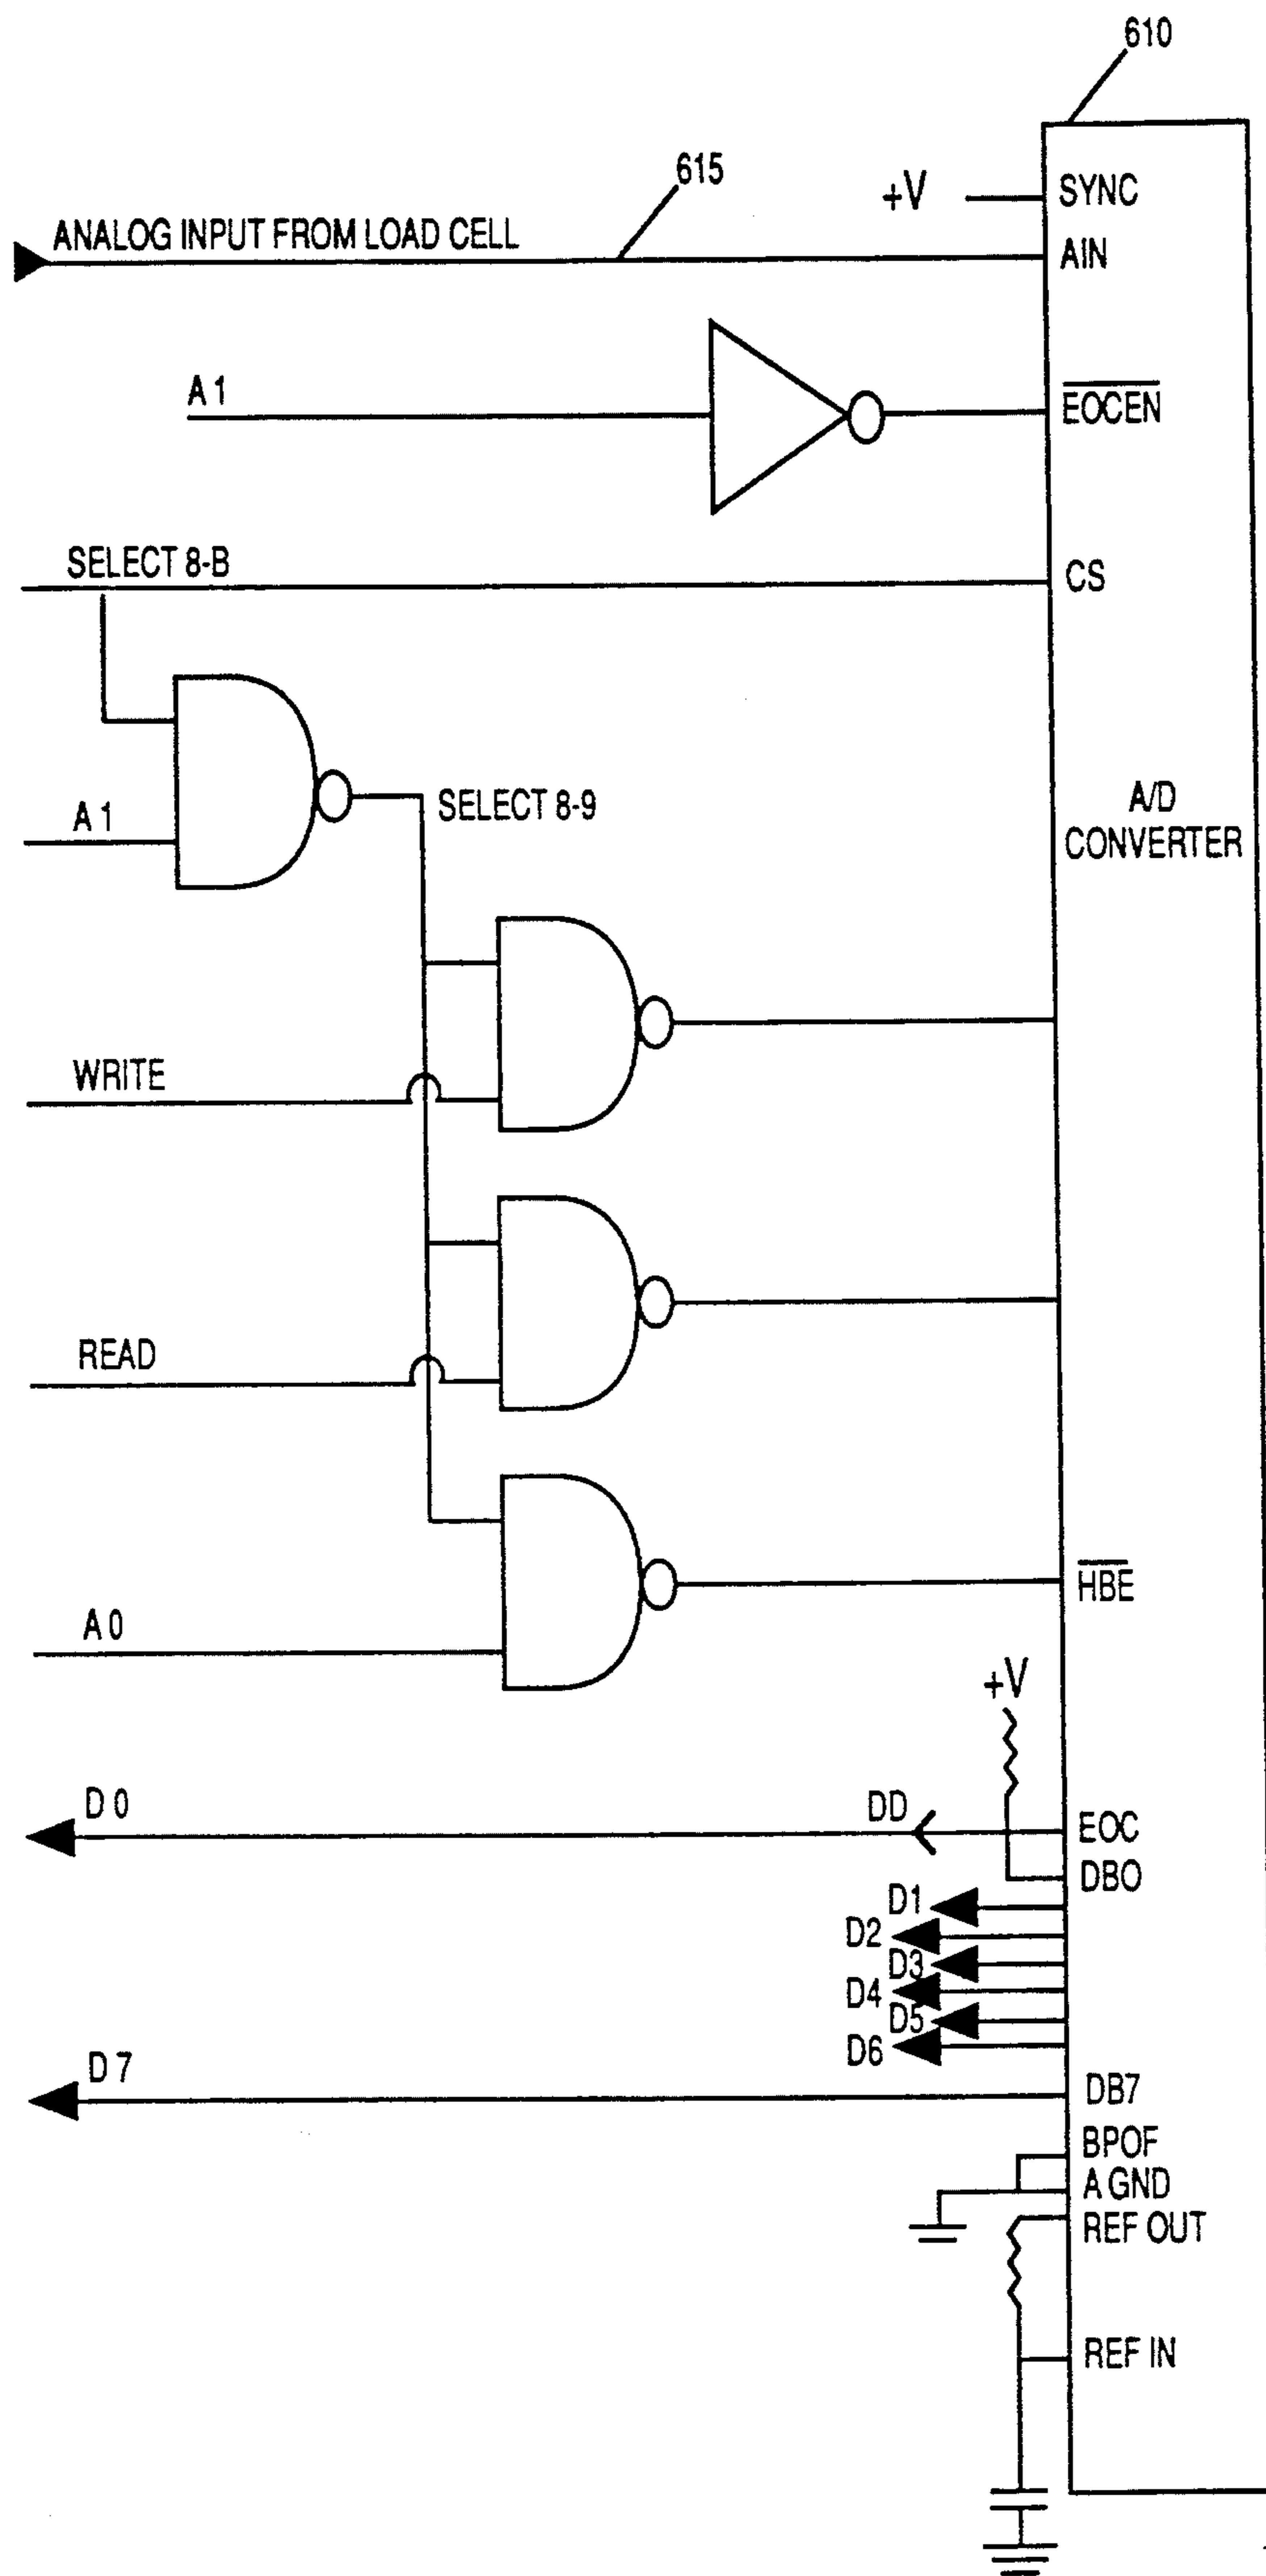 610
615
+V
SYNC
ANALOG INPUT FROM LOAD CELL
AIN
A 1
EOCEN
SELECT 8-B
CS
A 1
SELECT 8-9
A/D
CONVERTER
WRITE
READ
HBE
A 0
+V
D 0
DD
EOC
DBO
D1
D2
D3
D4
D5
D6
D 7
DB7
BPOF
A GND
REF OUT
REF IN